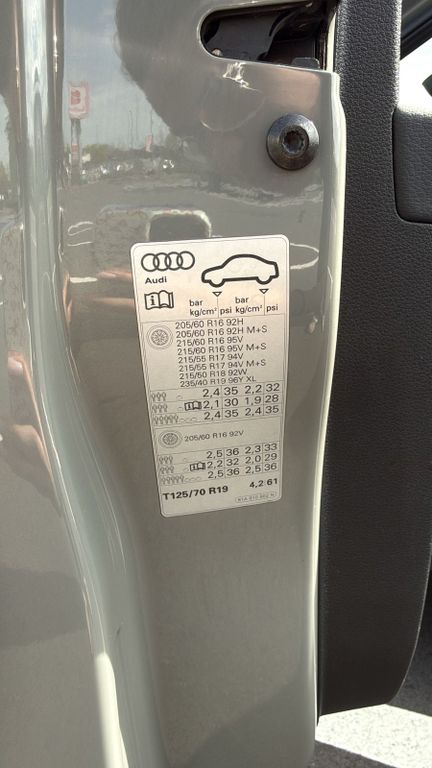 Audi
bar bar
kg/cm² psi kg/cm² psi
205/60 R16 92H
205/60 R16 92H M+S
215/60 R16 95V
215/60 R16 95V M+S
215/55 R17 94V
215/55 R17 94V M+S
215/50 R18 92W
235/40 R19 96Y XL
2,4 35 2,2 32
2,1 30 1,9 28
2,4 35 2,4 35
205/60 R16 92V
2,5 36 2,3 33
2,2 32 2,0 29
2,5 36 2,5 36
T125/70 R19 4,2 61